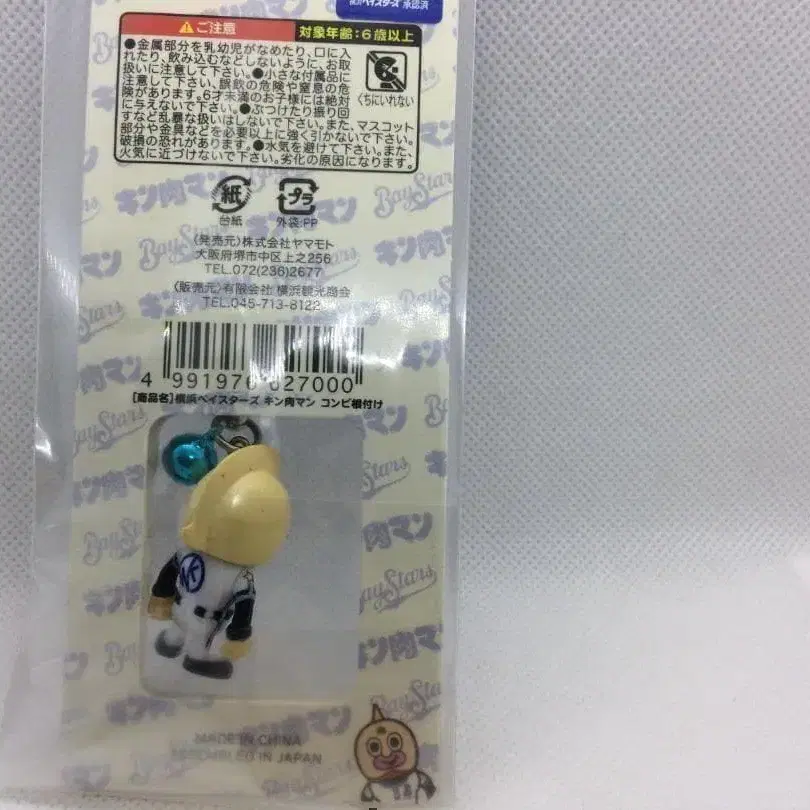 横浜ベイスターズ 承認済
ご注意
対象年齢:6歳以上
●金属部分を乳幼児がなめたり、口に入
れたり、飲み込むなどしないように、お取
扱いに注意して下さい。●小さな付属品に
注意して下さい、誤飲の危険や窒息の危
険があります。6才未満のお子様には絶対
に与えないで下さい。●ぶつけたり振り回
すなど乱暴な扱いはしないで下さい。また、マスコット
部分や金具などを必要以上に強く引かないで下さい。
破損の恐れがあります。●水気を避けて下さい。また、
火気に近づけないで下さい。劣化の原因になります。
くちにいれない
紙
プラ
台紙
外袋:PP
〈発売元〉株式会社ヤマモト
大阪府堺市中区上之256
TEL.072(236)2677
〈販売元〉有限会社 横浜観光商会
TEL.045-713-8122
4 991976 627000
[商品名]横浜ベイスターズ キン肉マン コンビ根付け
キン肉マン
BayStars
MADE IN CHINA
ASSEMBLED IN JAPAN